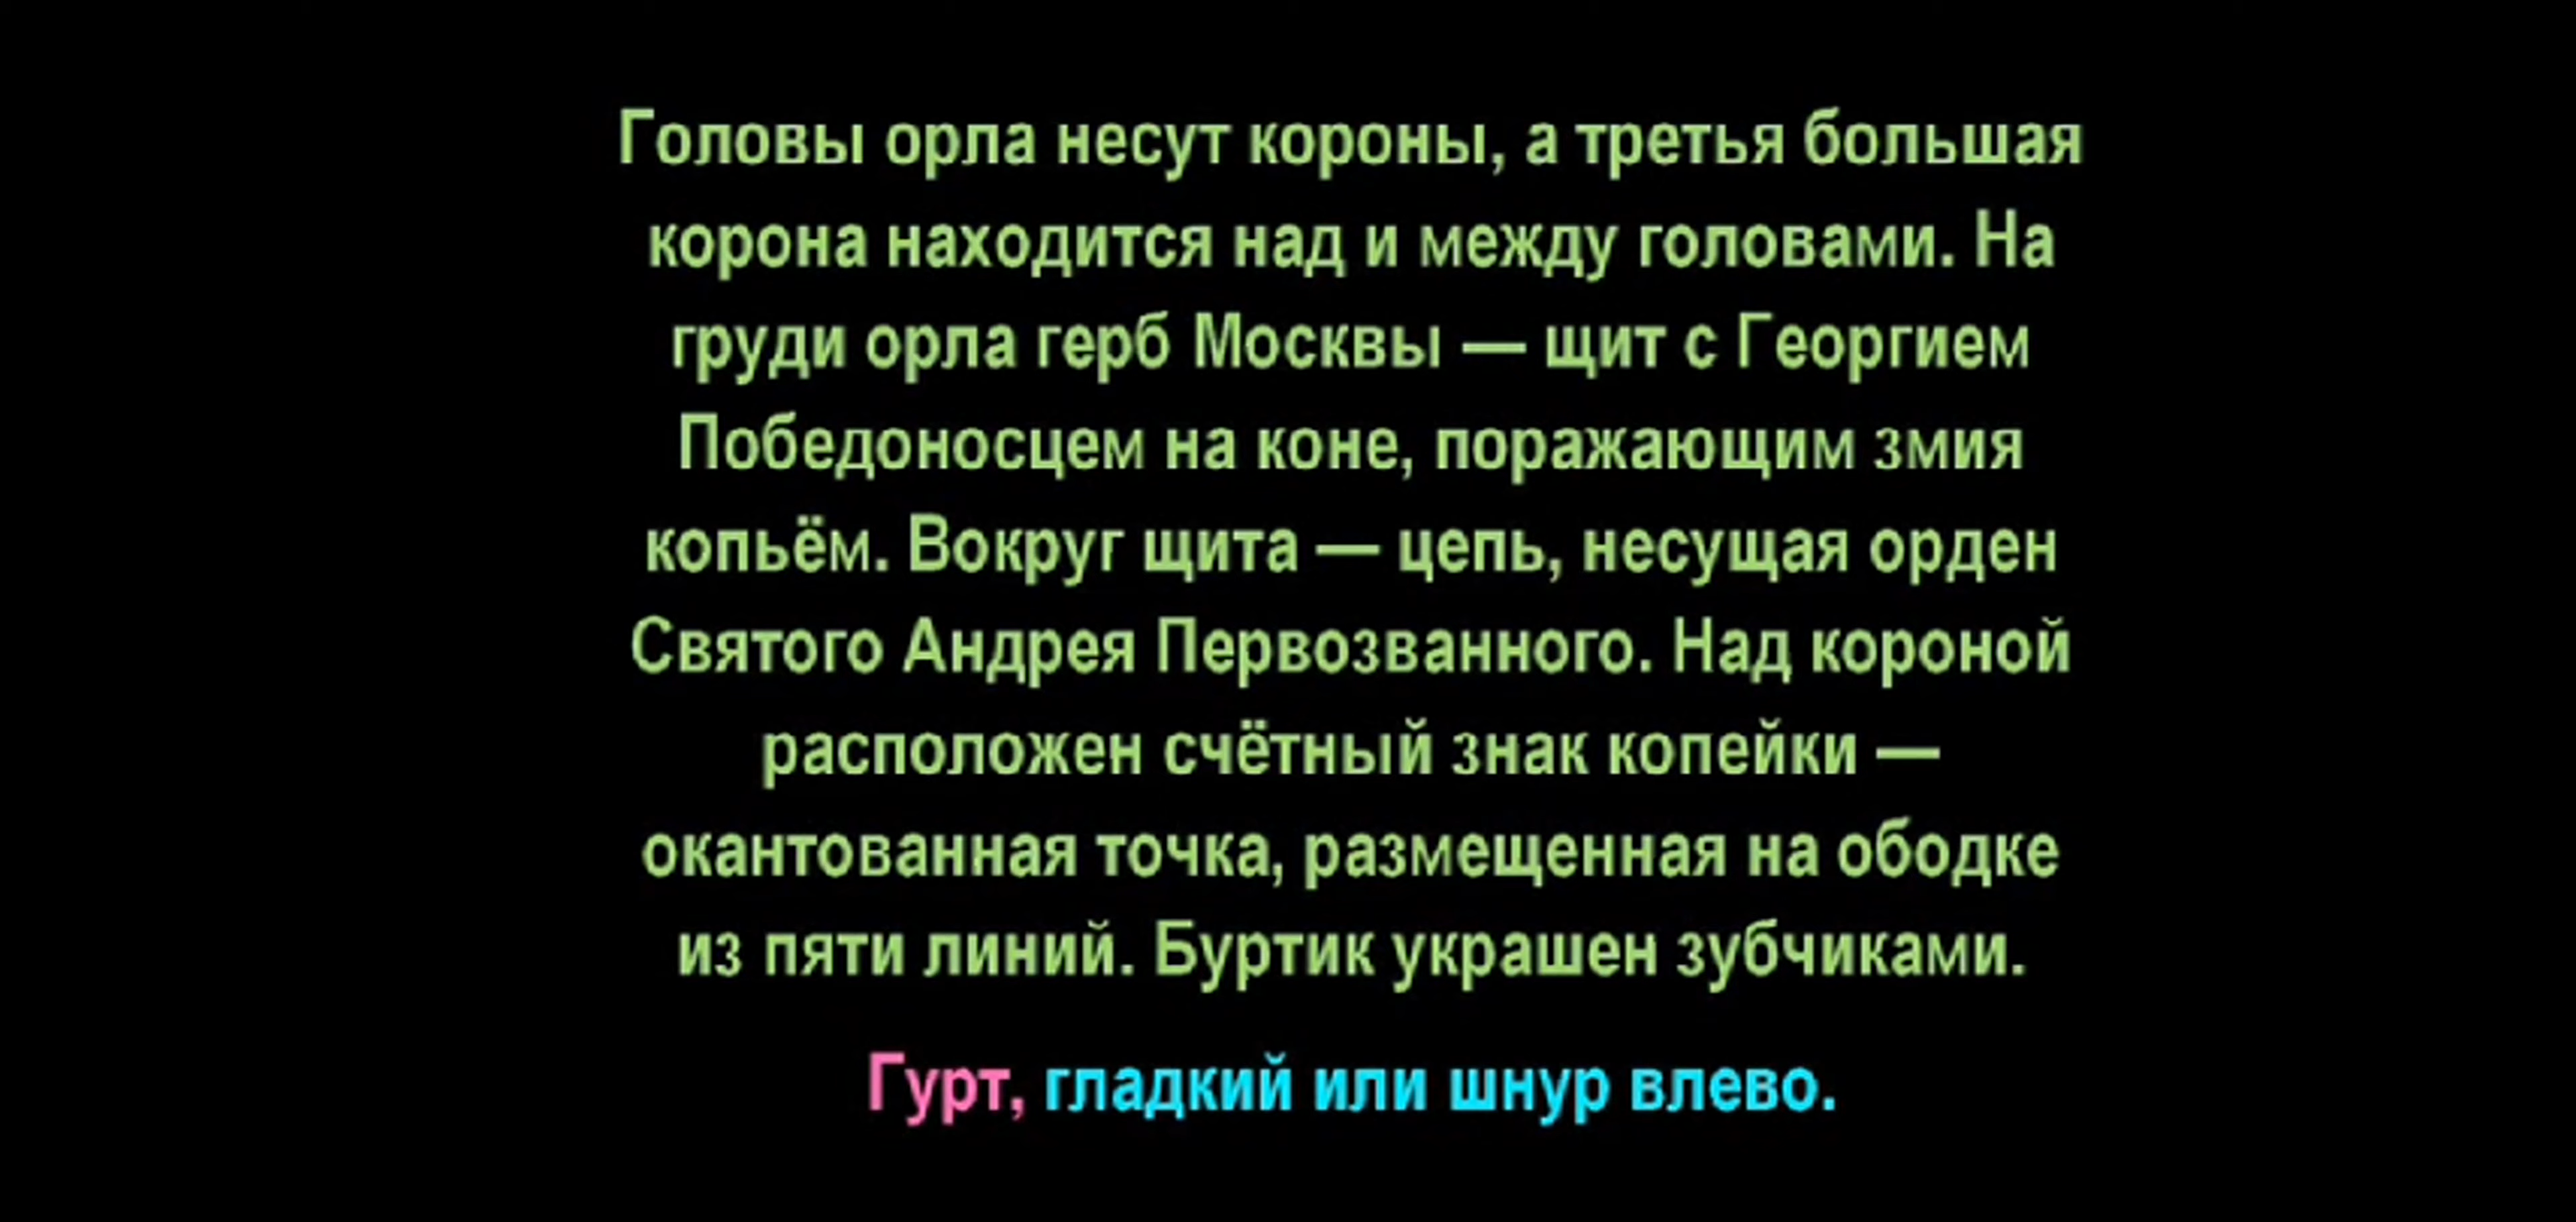 Головы орла несут короны, а третья большая
корона находится над и между головами. На
груди орла герб Москвы — щит с Георгием
Победоносцем на коне, поражающим змия
копьём. Вокруг щита — цепь, несущая орден
Святого Андрея Первозванного. Над короной
расположен счётный знак копейки —
окантованная точка, размещенная на ободке
из пяти линий. Буртик украшен зубчиками.
Гурт, гладкий или шнур влево.